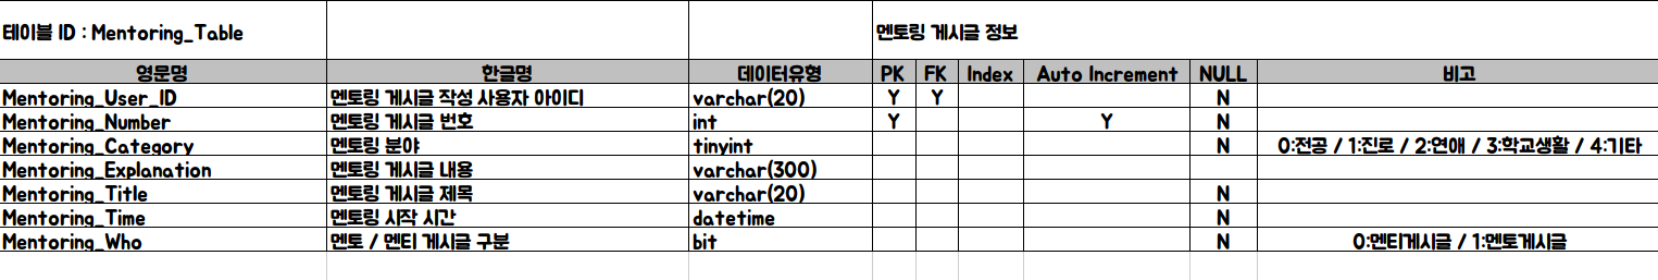 테이블 ID : Mentoring_Table 멘토링 게시글 정보
영문명 한글명 데이터유형 PK FK Index Auto Increment NULL 비고
Mentoring_User_ID 멘토링 게시글 작성 사용자 아이디 varchar(20) Y Y N
Mentoring_Number 멘토링 게시글 번호 int Y Y N
Mentoring_Category 멘토링 분야 tinyint N 0:전공 / 1:진로 / 2:연애 / 3:학교생활 / 4:기타
Mentoring_Explanation 멘토링 게시글 내용 varchar(300)
Mentoring_Title 멘토링 게시글 제목 varchar(20) N
Mentoring_Time 멘토링 시작 시간 datetime N
Mentoring_Who 멘토 / 멘티 게시글 구분 bit N 0:멘티게시글 / 1:멘토게시글